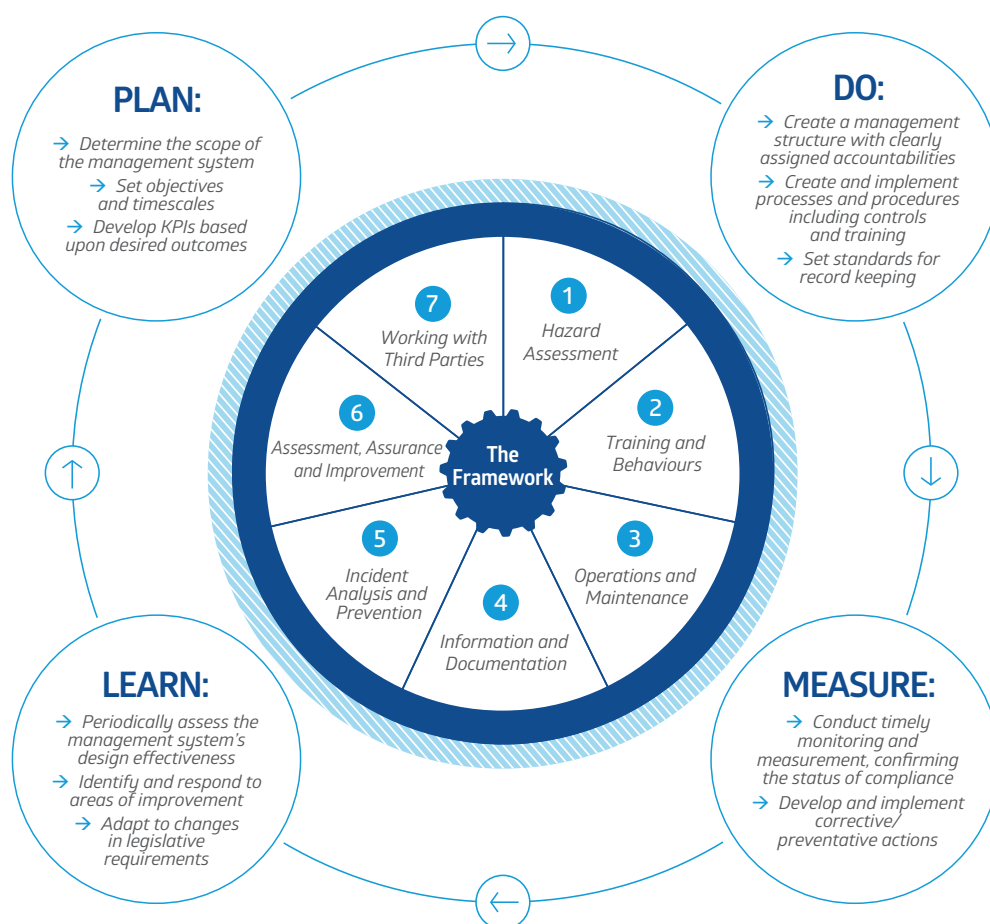 PLAN:
→ Determine the scope of
the management system
→ Set objectives
and timescales
→ Develop KPIs based
upon desired outcomes
DO:
→ Create a management
structure with clearly
assigned accountabilities
→ Create and implement
processes and procedures
including controls
and training
→ Set standards for
record keeping
1
Hazard
Assessment
2
Training and
Behaviours
3
Operations and
Maintenance
4
Information and
Documentation
5
Incident
Analysis and
Prevention
6
Assessment, Assurance
and Improvement
7
Working with
Third Parties
The
Framework
MEASURE:
→ Conduct timely
monitoring and
measurement, confirming
the status of compliance
→ Develop and implement
corrective/
preventative actions
LEARN:
→ Periodically assess the
management system's
design effectiveness
→ Identify and respond to
areas of improvement
→ Adapt to changes
in legislative
requirements